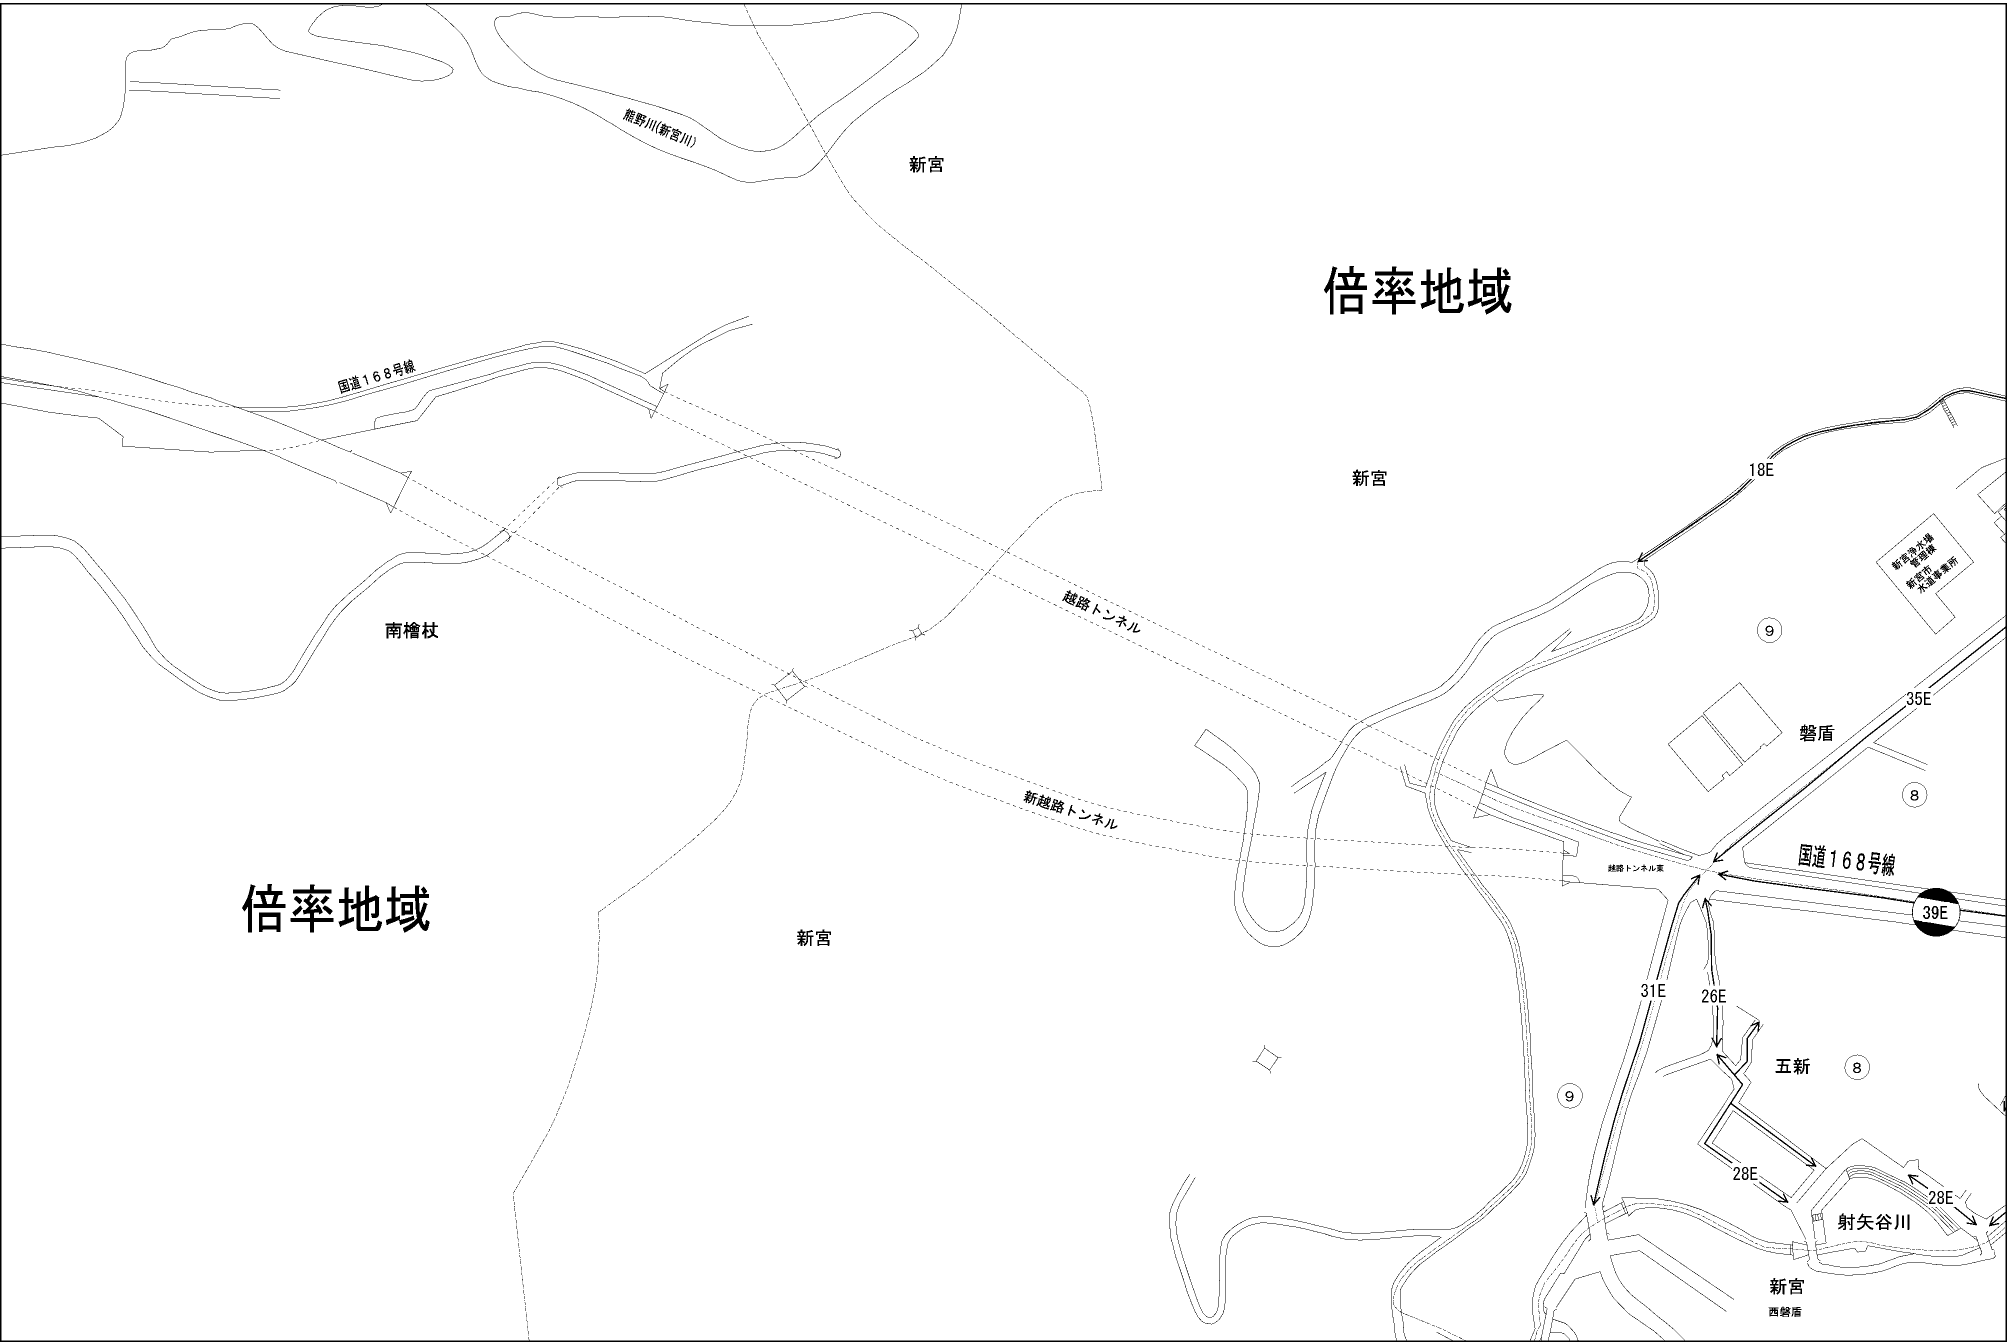 熊野川(新宮川)
新宮
倍率地域
国道168号線
新宮
18E
新宮浄水場
管理棟
新宮市
水道事業所
越路トンネル
南檜杖
9
35E
磐盾
8
新越路トンネル
国道168号線
越路トンネル東
39E
倍率地域
新宮
31E
26E
五新
8
9
28E
28E
射矢谷川
新宮
西磐盾